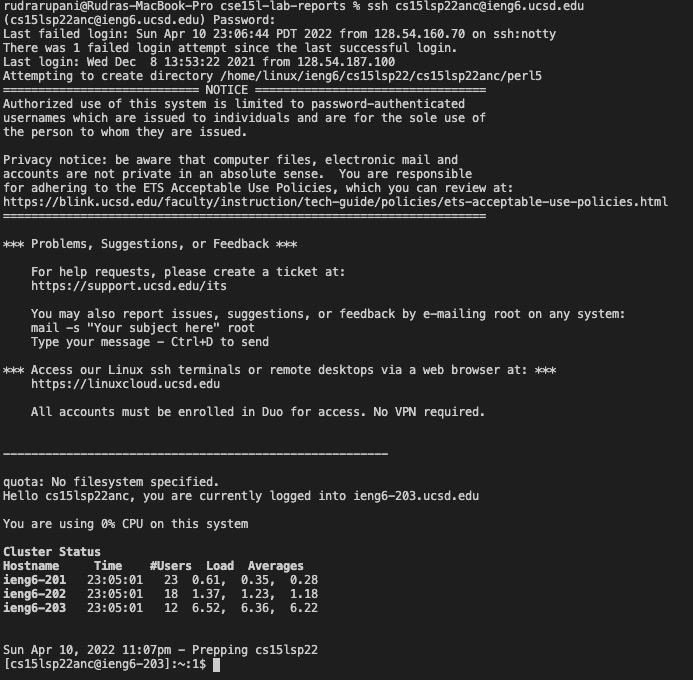 rudrarupani@Rudras-MacBook-Pro cse15l-lab-reports % ssh cs15lsp22anc@ieng6.ucsd.edu
(cs15lsp22anc@ieng6.ucsd.edu) Password:
Last failed login: Sun Apr 10 23:06:44 PDT 2022 from 128.54.160.70 on ssh:notty
There was 1 failed login attempt since the last successful login.
Last login: Wed Dec  8 13:53:22 2021 from 128.54.187.100
Attempting to create directory /home/linux/ieng6/cs15lsp22/cs15lsp22anc/perl5
============================ NOTICE =================================
Authorized use of this system is limited to password-authenticated
usernames which are issued to individuals and are for the sole use of
the person to whom they are issued.

Privacy notice: be aware that computer files, electronic mail and
accounts are not private in an absolute sense.  You are responsible
for adhering to the ETS Acceptable Use Policies, which you can review at:
https://blink.ucsd.edu/faculty/instruction/tech-guide/policies/ets-acceptable-use-policies.html
=====================================================================

*** Problems, Suggestions, or Feedback ***

    For help requests, please create a ticket at:
    https://support.ucsd.edu/its

    You may also report issues, suggestions, or feedback by e-mailing root on any system:
    mail -s "Your subject here" root
    Type your message - Ctrl+D to send

*** Access our Linux ssh terminals or remote desktops via a web browser at: ***
    https://linuxcloud.ucsd.edu

    All accounts must be enrolled in Duo for access. No VPN required.


-------------------------------------------------------

quota: No filesystem specified.
Hello cs15lsp22anc, you are currently logged into ieng6-203.ucsd.edu

You are using 0% CPU on this system

Cluster Status
Hostname     Time    #Users  Load  Averages
ieng6-201   23:05:01   23  0.61,  0.35,  0.28
ieng6-202   23:05:01   18  1.37,  1.23,  1.18
ieng6-203   23:05:01   12  6.52,  6.36,  6.22


Sun Apr 10, 2022 11:07pm - Prepping cs15lsp22
[cs15lsp22anc@ieng6-203]:~:1$